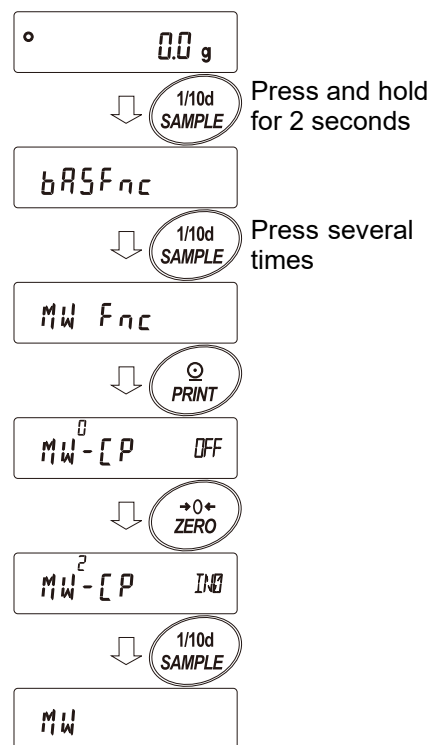 0.0 g
1/10d
SAMPLE
Press and hold
for 2 seconds
bASFnc
1/10d
SAMPLE
Press several
times
MW Fnc
PRINT
0
MW-CP OFF
→0←
ZERO
2
MW-CP IN0
1/10d
SAMPLE
MW